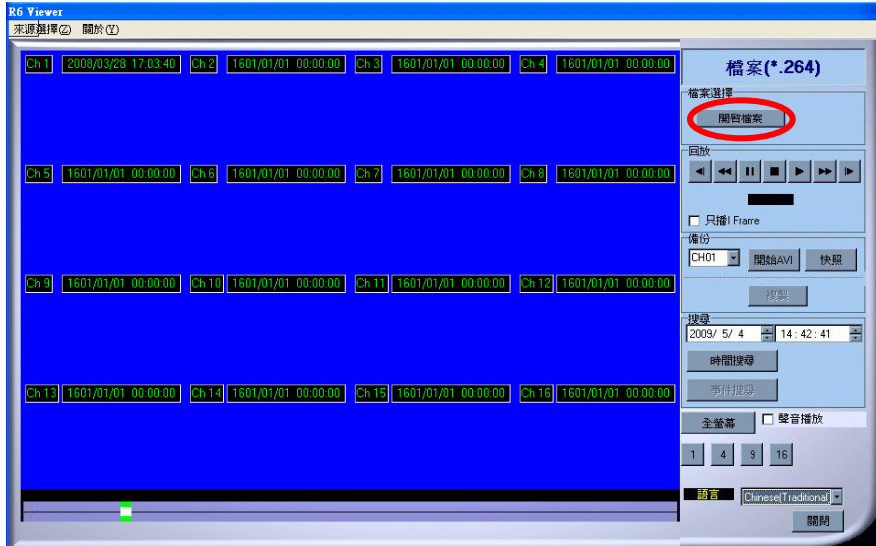 R6 Viewer
來源選擇(Z) 關於(Y)
Ch 1 2008/03/28 17:03:40 Ch 2 1601/01/01 00:00:00 Ch 3 1601/01/01 00:00:00 Ch 4 1601/01/01 00:00:00
Ch 5 1601/01/01 00:00:00 Ch 6 1601/01/01 00:00:00 Ch 7 1601/01/01 00:00:00 Ch 8 1601/01/01 00:00:00
Ch 9 1601/01/01 00:00:00 Ch 10 1601/01/01 00:00:00 Ch 11 1601/01/01 00:00:00 Ch 12 1601/01/01 00:00:00
Ch 13 1601/01/01 00:00:00 Ch 14 1601/01/01 00:00:00 Ch 15 1601/01/01 00:00:00 Ch 16 1601/01/01 00:00:00
檔案(*.264)
檔案選擇
開啓檔案
回放
只播I Frame
備份
CH01 開始AVI 快照
複製
搜尋
2009/ 5/ 4 14:42:41
時間搜尋
事件搜尋
全螢幕 聲音播放
1 4 9 16
語言 Chinese(Traditional)
關閉